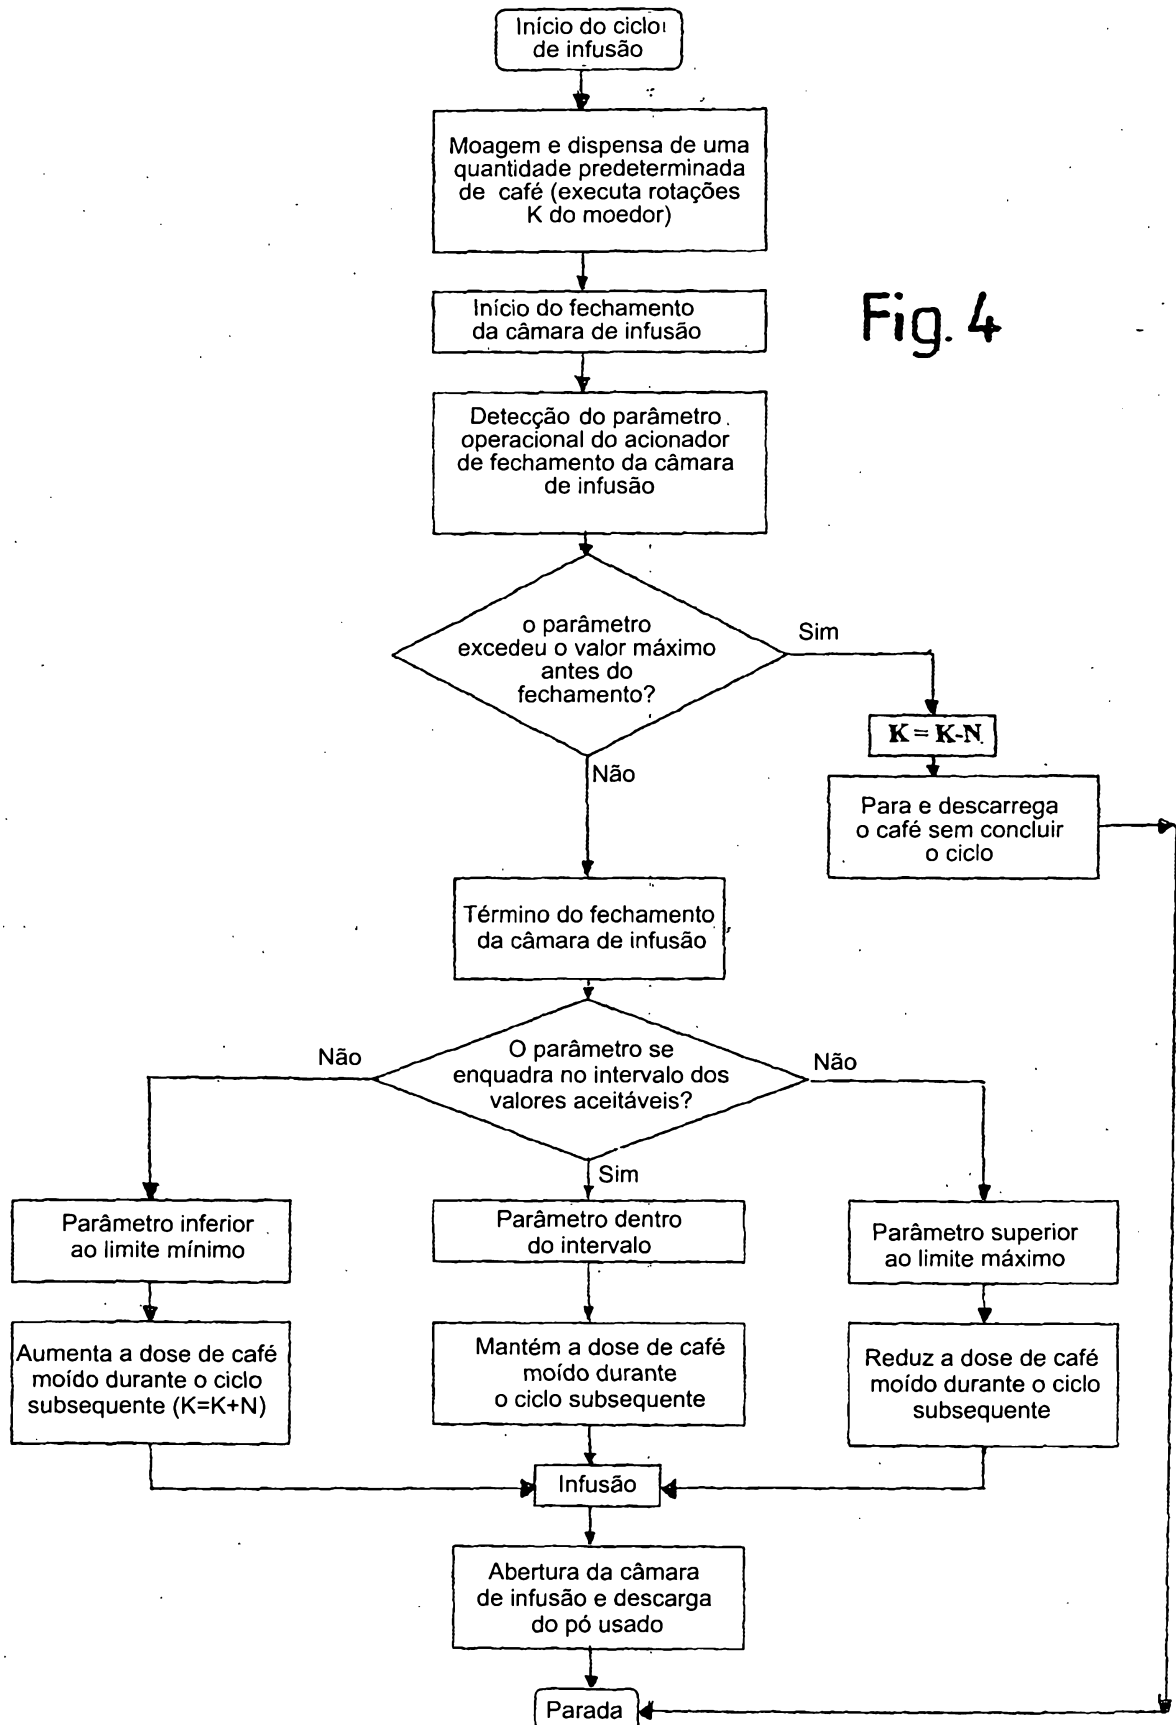 Início do ciclo
de infusão
Moagem e dispensa de uma
quantidade predeterminada
de café (executa rotações
K do moedor)
Início do fechamento
da câmara de infusão
Fig. 4
Detecção do parâmetro
operacional do acionador
de fechamento da câmara
de infusão
o parâmetro
excedeu o valor máximo
antes do
fechamento?
Sim
K = K-N
Não
Para e descarrega
o café sem concluir
o ciclo
Término do fechamento
da câmara de infusão
O parâmetro se
enquadra no intervalo dos
valores aceitáveis?
Não
Não
Sim
Parâmetro inferior
ao limite mínimo
Parâmetro dentro
do intervalo
Parâmetro superior
ao limite máximo
Aumenta a dose de café
moído durante o ciclo
subsequente (K=K+N)
Mantém a dose de café
moído durante
o ciclo subsequente
Reduz a dose de café
moído durante o ciclo
subsequente
Infusão
Abertura da câmara
de infusão e descarga
do pó usado
Parada